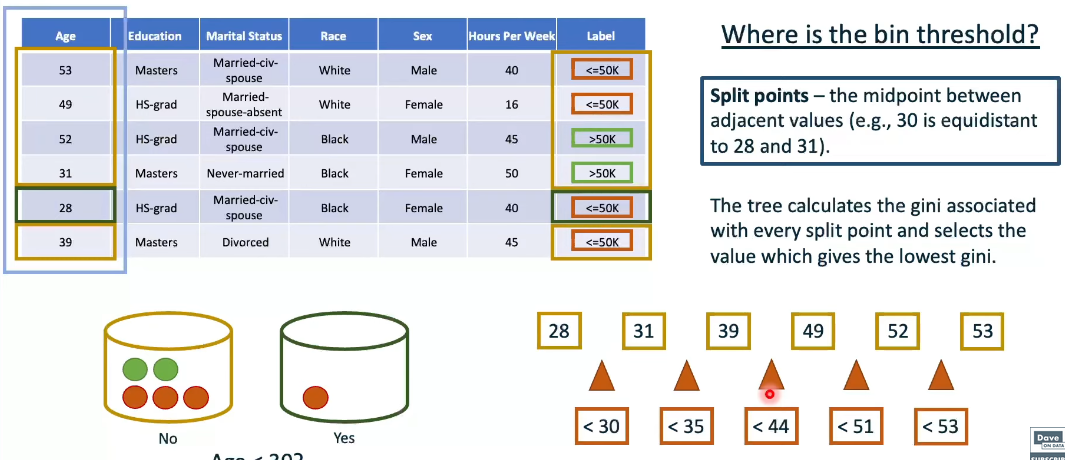 Age Education Marital Status Race Sex Hours Per Week Label
53 Masters Married-civ-spouse White Male 40 <=50K
49 HS-grad Married-spouse-absent White Female 16 <=50K
52 HS-grad Married-civ-spouse Black Male 45 >50K
31 Masters Never-married Black Female 50 >50K
28 HS-grad Married-civ-spouse Black Female 40 <=50K
39 Masters Divorced White Male 45 <=50K
Where is the bin threshold?
Split points – the midpoint between
adjacent values (e.g., 30 is equidistant
to 28 and 31).
The tree calculates the gini associated
with every split point and selects the
value which gives the lowest gini.
28 31 39 49 52 53
< 30 < 35 < 44 < 51 < 53
No Yes
Age < 30?
Dave
ON DATA
SUBSCRIBE